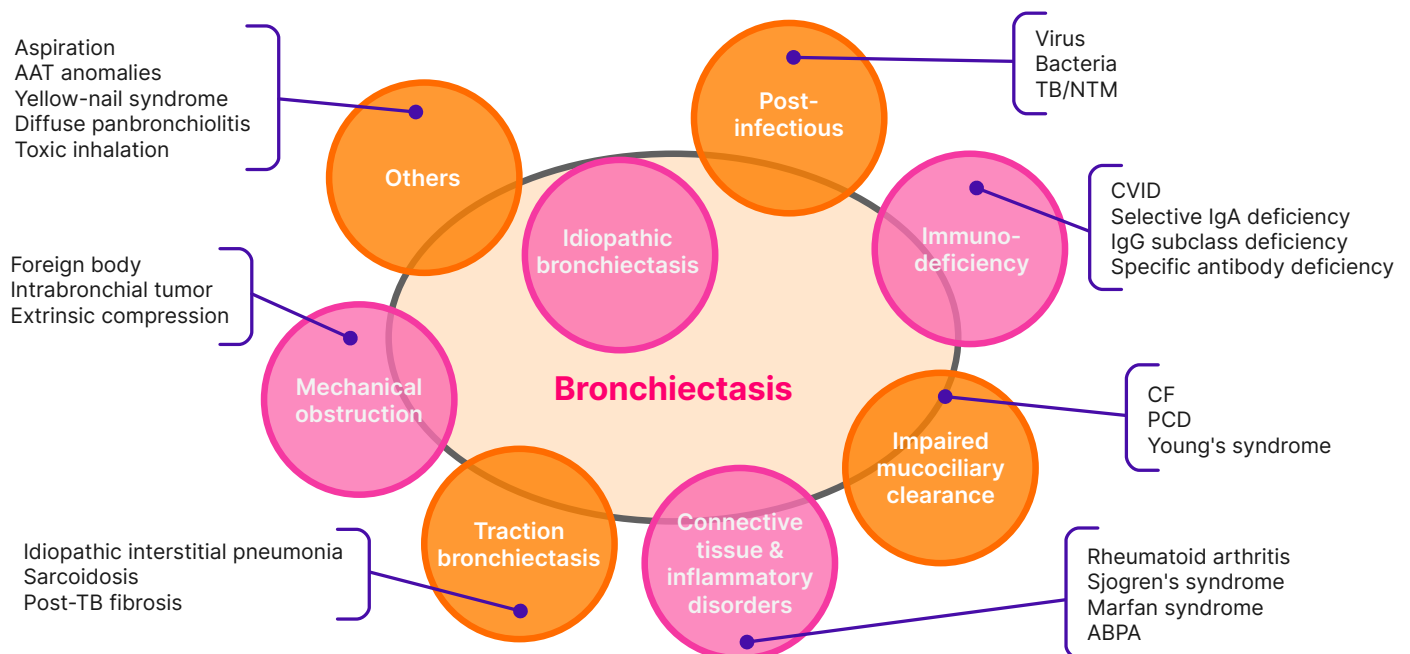 Aspiration
AAT anomalies
Yellow-nail syndrome
Diffuse panbronchiolitis
Toxic inhalation
Others
Post-
infectious
Virus
Bacteria
TB/NTM
Idiopathic
bronchiectasis
Immuno-
deficiency
CVID
Selective IgA deficiency
IgG subclass deficiency
Specific antibody deficiency
Foreign body
Intrabronchial tumor
Extrinsic compression
Mechanical
obstruction
Bronchiectasis
Impaired
mucociliary
clearance
CF
PCD
Young's syndrome
Traction
bronchiectasis
Idiopathic interstitial pneumonia
Sarcoidosis
Post-TB fibrosis
Connective
tissue &
inflammatory
disorders
Rheumatoid arthritis
Sjogren's syndrome
Marfan syndrome
ABPA